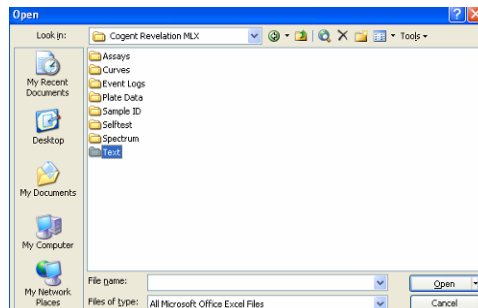 Open
Look in:
Cogent Revelation MLX
Tools
Assays
Curves
Event Logs
Plate Data
Sample ID
Selftest
Spectrum
Text
My Recent
Documents
Desktop
My Documents
My Computer
My Network
Places
File name:
Open
Files of type:
All Microsoft Office Excel Files
Cancel